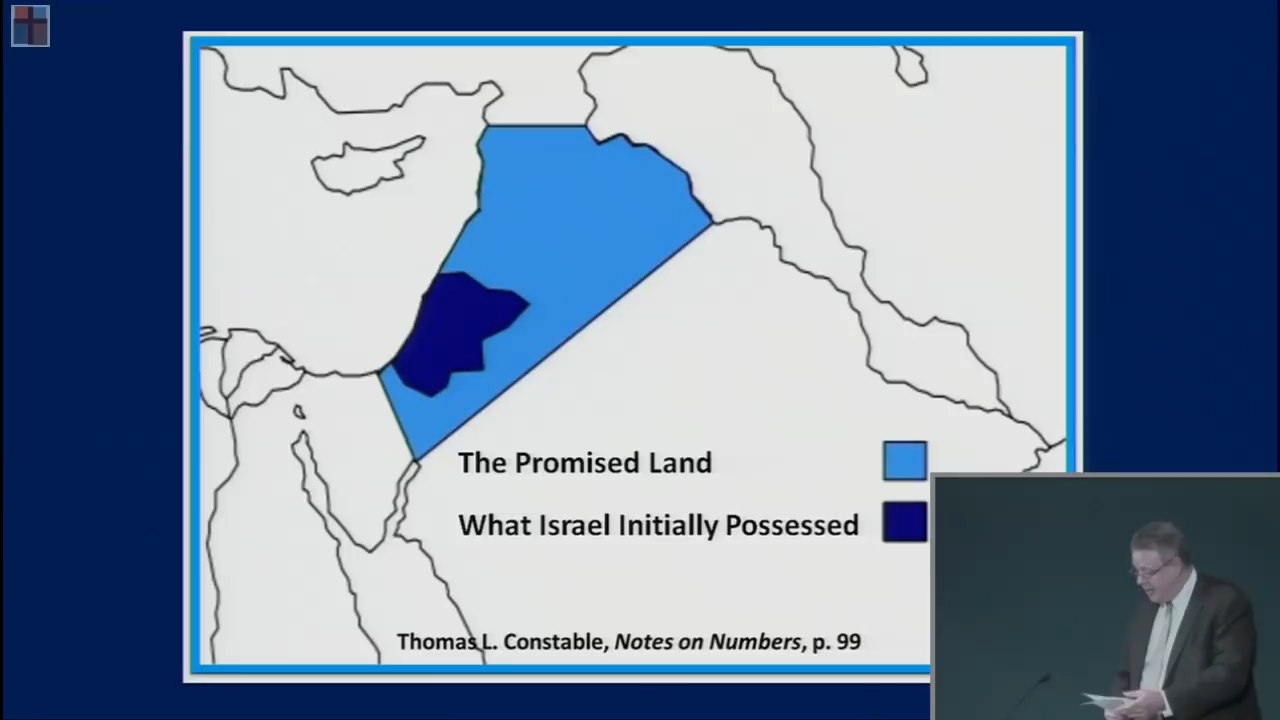 The Promised Land
What Israel Initially Possessed
Thomas L. Constable, Notes on Numbers, p. 99